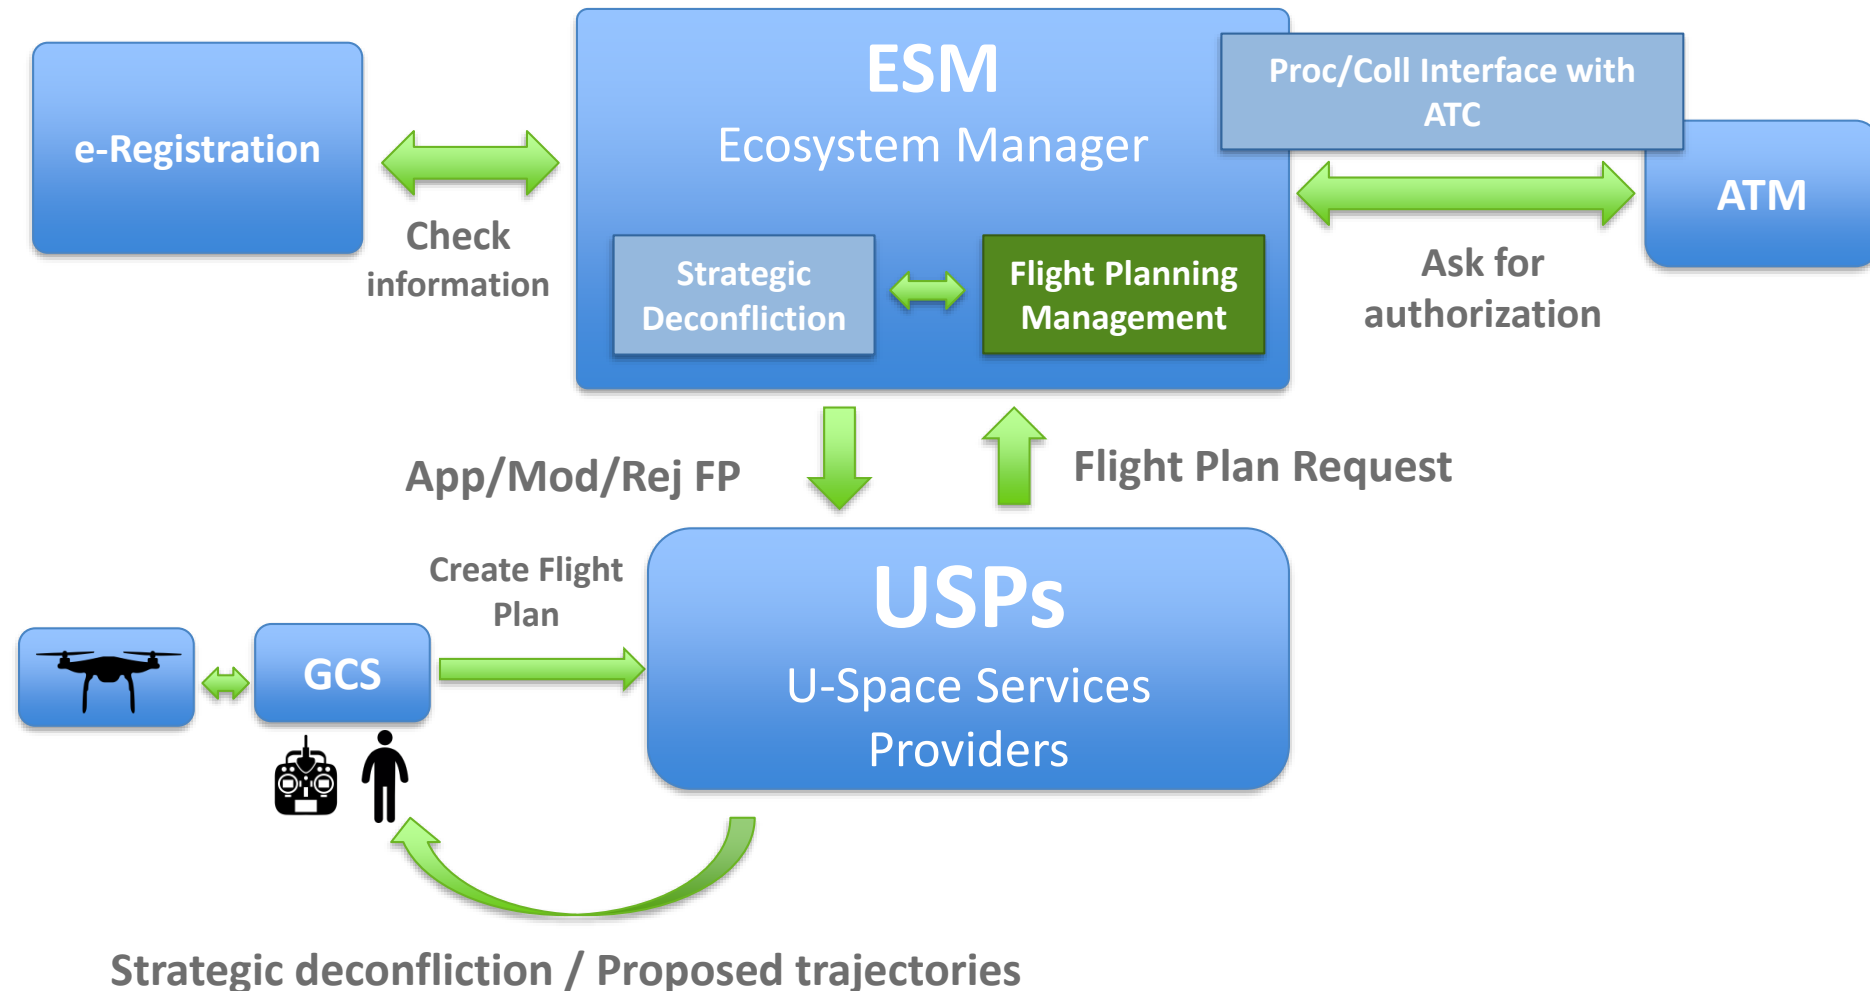 ESM
Ecosystem Manager
Proc/Coll Interface with
ATC
e-Registration
ATM
Check
information
Strategic
Deconfliction
Flight Planning
Management
Ask for
authorization
App/Mod/Rej FP
Flight Plan Request
Create Flight
Plan
USPs
U-Space Services
Providers
GCS
Strategic deconfliction / Proposed trajectories